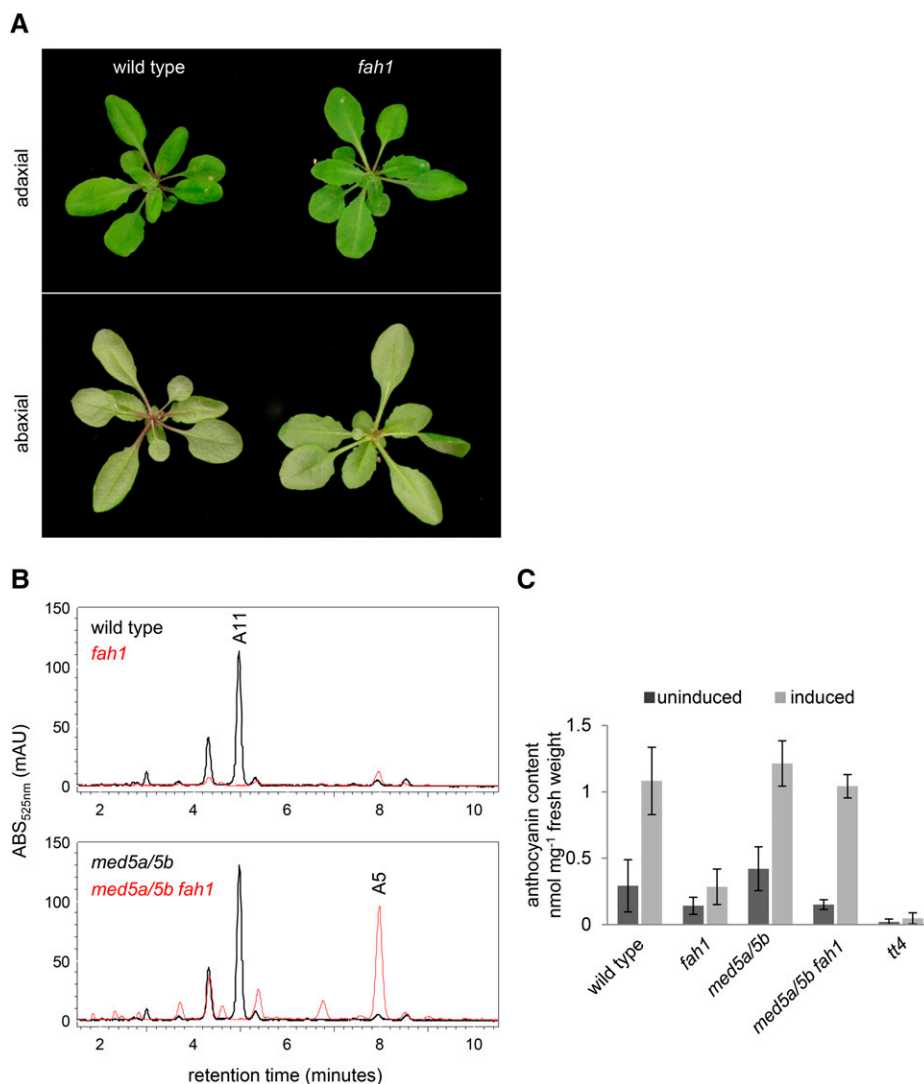 A
wild type
fah1
adaxial
abaxial
B
150
100
50
0
wild type
fah1
A11
2
4
6
8
10
ABS525nm (mAU)
150
100
50
0
med5a/5b
med5a/5b fah1
A5
2
4
6
8
10
retention time (minutes)
C
uninduced
induced
anthocyanin content
nmol mg-1 fresh weight
1.5
1
0.5
0
wild type
fah1
med5a/5b
med5a/5b fah1
tt4